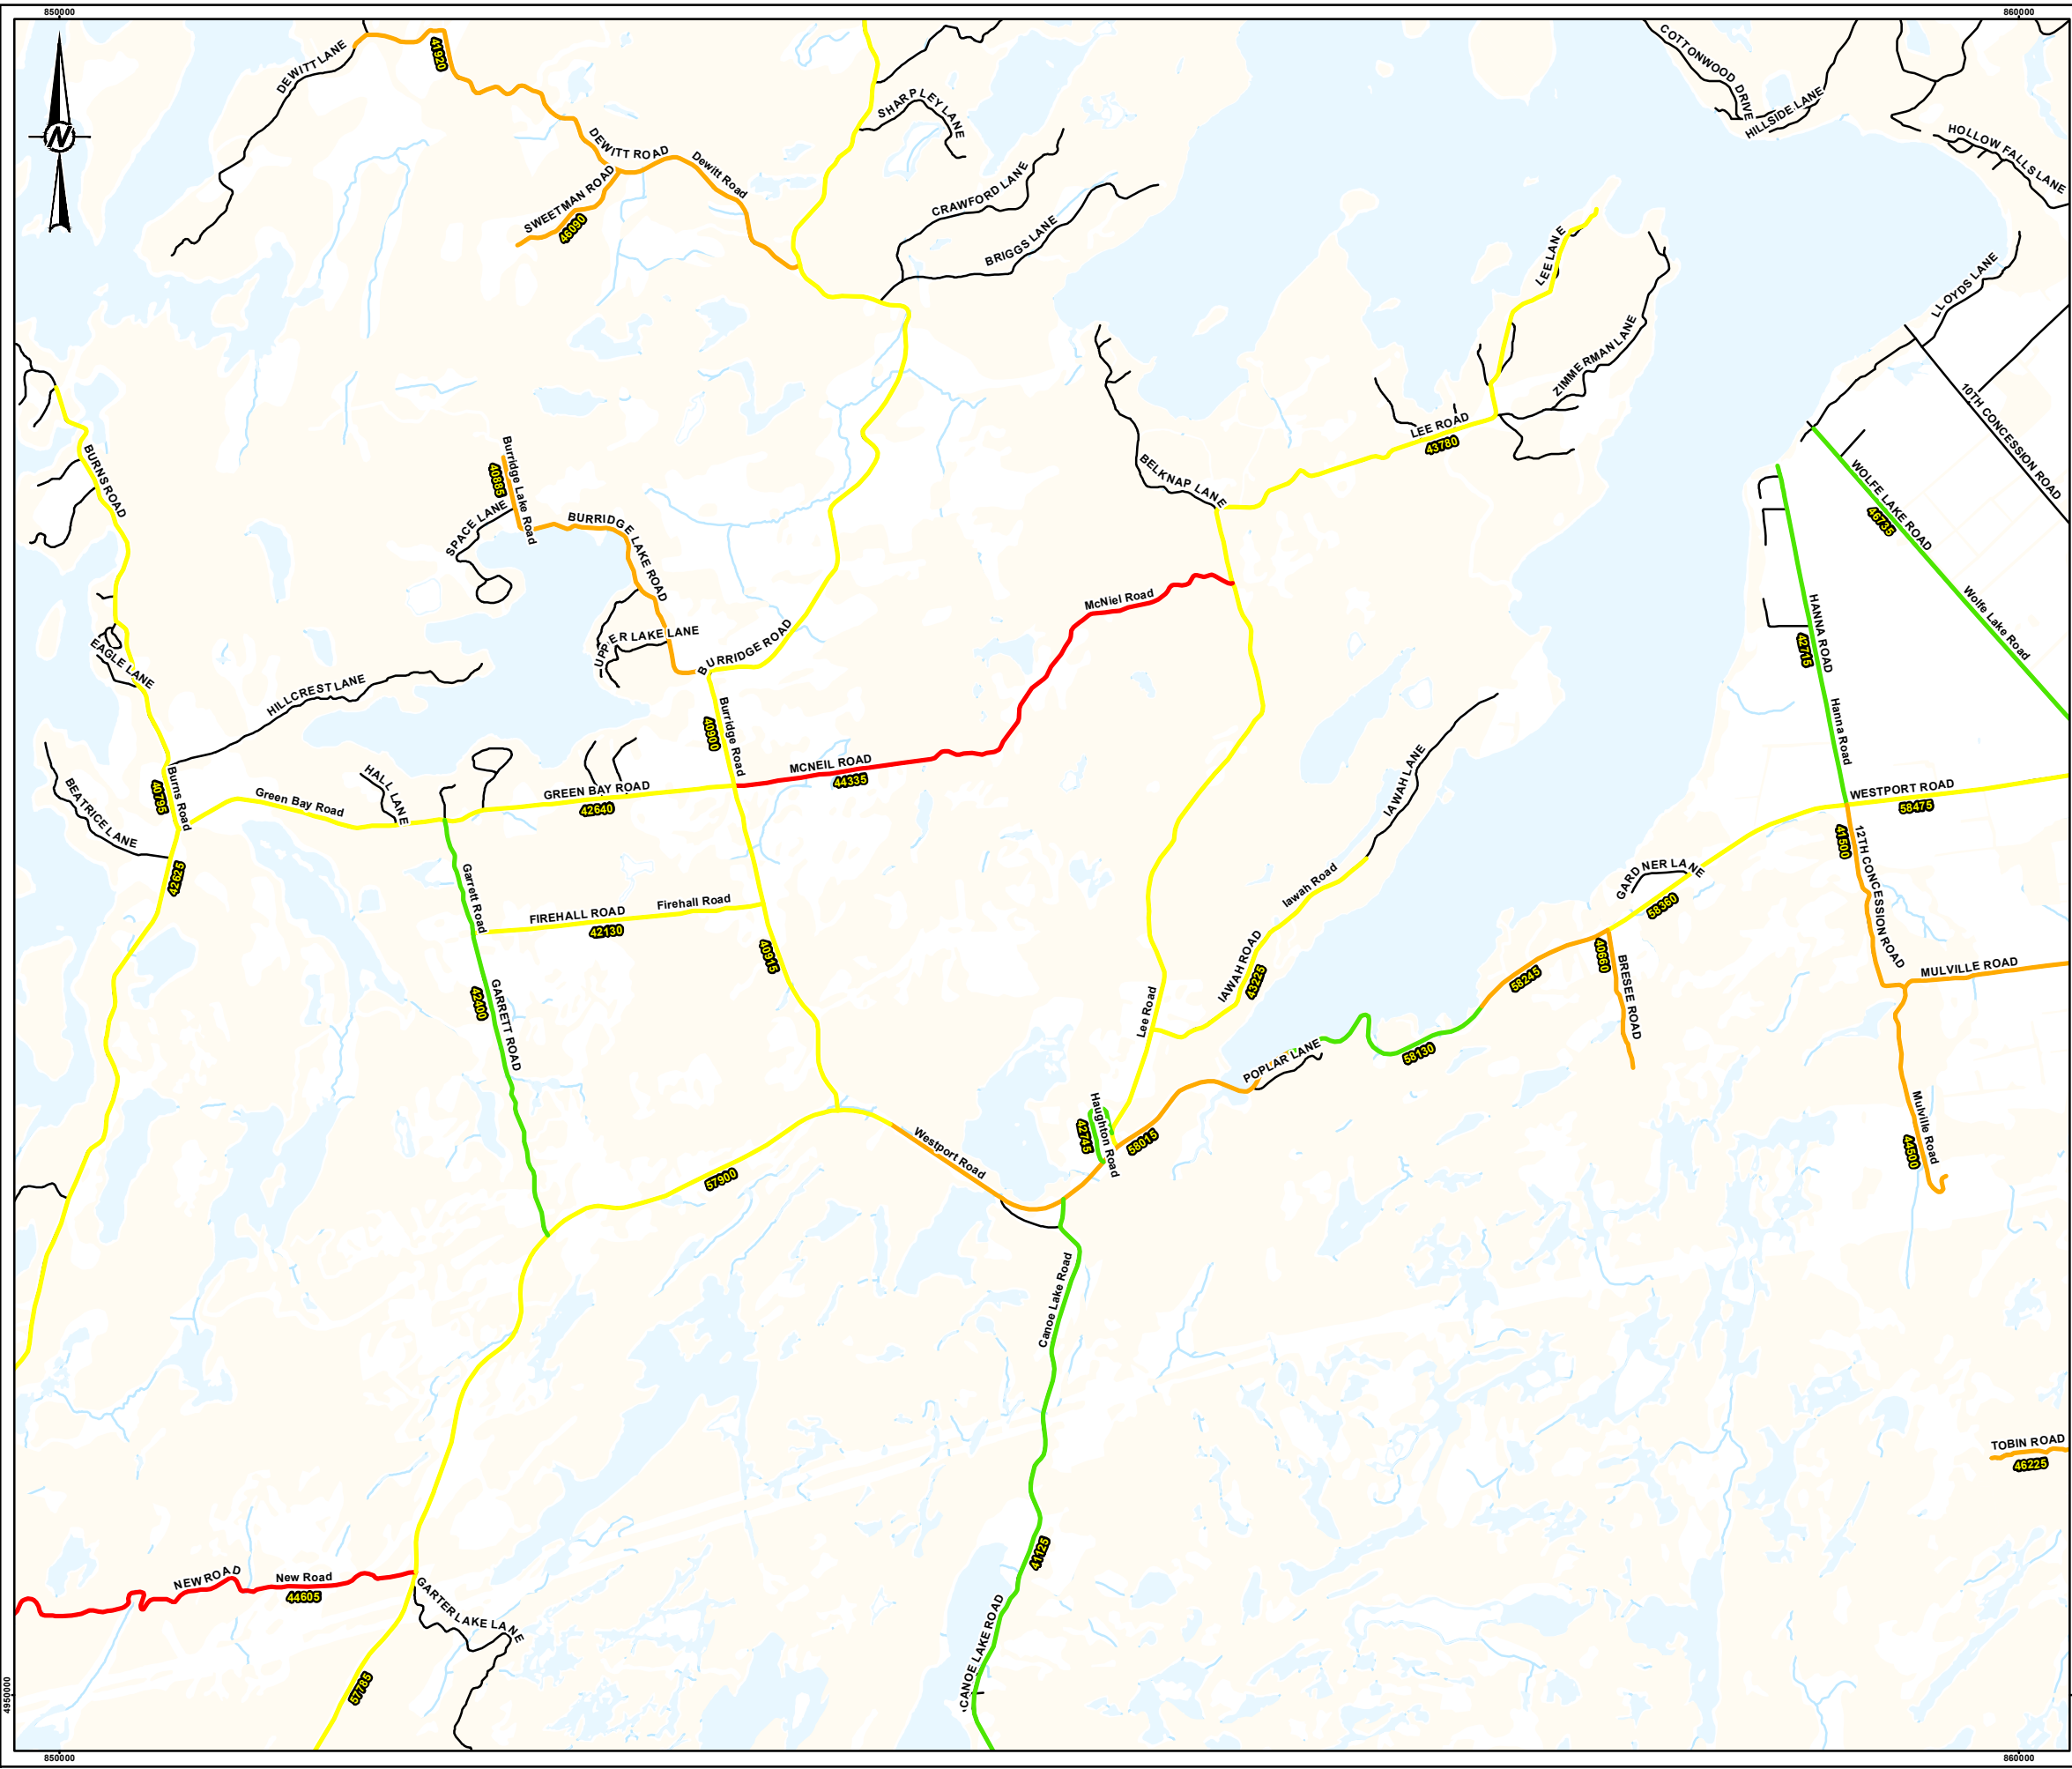 850000
860000
N
DEWITT LANE
41920
COTTONWOOD DRIVE
HILLSIDE LANE
HOLLOW FALLS LANE
SHARPLEY LANE
DEWITT ROAD
Dewitt Road
SWEETMAN ROAD
46090
CRAWFORD LANE
BRIGGS LANE
LEE LANE
LLOYDS LANE
ZIMMERMAN LANE
10TH CONCESSION ROAD
LEE ROAD
43780
BURNS ROAD
Burridge Lake Road
40885
SPACE LANE
BURRIDGE LAKE ROAD
BELKNAP LANE
WOLFE LAKE ROAD
46735
Wolfe Lake Road
McNiel Road
HANNA ROAD
42715
Hanna Road
EAGLE LANE
UPPER LAKE LANE
BURRIDGE ROAD
HILLCREST LANE
Burridge Road
40900
MCNEIL ROAD
44335
IAWAH LANE
BEATRICE LANE
40795
Burns Road
Green Bay Road
HALL LANE
GREEN BAY ROAD
42640
WESTPORT ROAD
58475
41500
12TH CONCESSION ROAD
42625
Garrett Road
FIREHALL ROAD
Firehall Road
42130
40915
Iawah Road
GARDNER LANE
58360
IAWAH ROAD
43225
58245
40660
BRESEE ROAD
MULVILLE ROAD
42400
GARRETT ROAD
Lee Road
POPLAR LANE
58130
Haughton Road
42745
58015
Mulville Road
44500
Westport Road
57900
Canoe Lake Road
TOBIN ROAD
46225
41125
NEW ROAD
New Road
44605
GARTER LAKE LANE
CANOE LAKE ROAD
57785
4950000
850000
860000